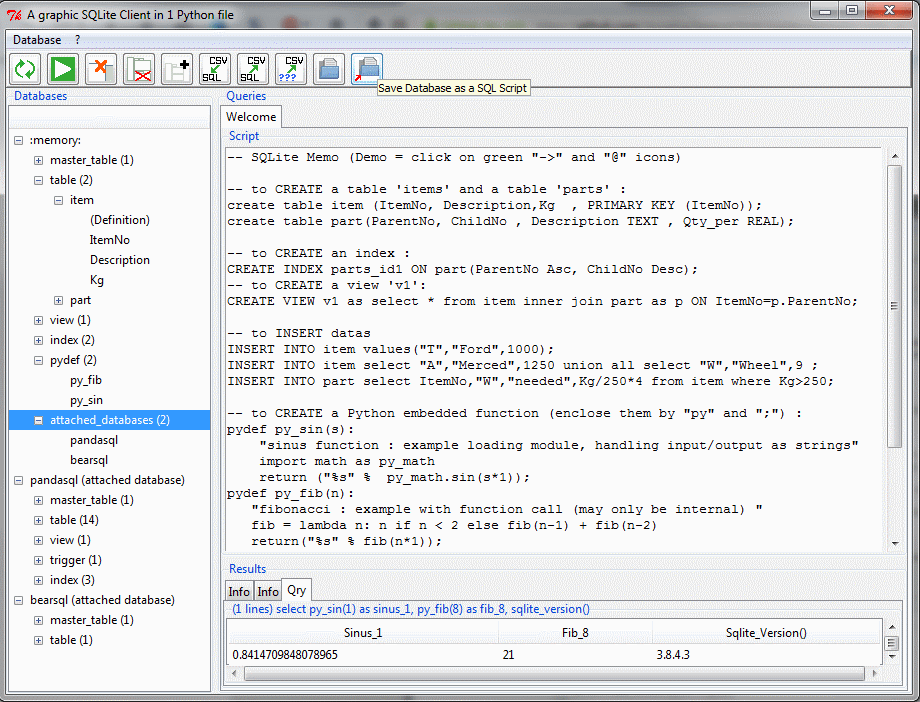 A graphic SQLite Client in 1 Python file
Database ?
CSV SQL
CSV SQL
CSV ???
Save Database as a SQL Script
Databases
:memory:
master_table (1)
table (2)
item
(Definition)
ItemNo
Description
Kg
part
view (1)
index (2)
pydef (2)
py_fib
py_sin
attached_databases (2)
pandasql
bearsql
pandasql (attached database)
master_table (1)
table (14)
view (1)
trigger (1)
index (3)
bearsql (attached database)
master_table (1)
table (1)
Queries
Welcome
Script
-- SQLite Memo (Demo = click on green "->" and "@" icons)
-- to CREATE a table 'items' and a table 'parts' :
create table item (ItemNo, Description,Kg  , PRIMARY KEY (ItemNo));
create table part(ParentNo, ChildNo , Description TEXT , Qty_per REAL);
-- to CREATE an index :
CREATE INDEX parts_id1 ON part(ParentNo Asc, ChildNo Desc);
-- to CREATE a view 'v1':
CREATE VIEW v1 as select * from item inner join part as p ON ItemNo=p.ParentNo;
-- to INSERT datas
INSERT INTO item values("T","Ford",1000);
INSERT INTO item select "A","Merced",1250 union all select "W","Wheel",9 ;
INSERT INTO part select ItemNo,"W","needed",Kg/250*4 from item where Kg>250;
-- to CREATE a Python embedded function (enclose them by "py" and ";") :
pydef py_sin(s):
"sinus function : example loading module, handling input/output as strings"
import math as py_math
return ("%s" %  py_math.sin(s*1));
pydef py_fib(n):
"fibonacci : example with function call (may only be internal) "
fib = lambda n: n if n < 2 else fib(n-1) + fib(n-2)
return("%s" % fib(n*1));
Results
Info Info Qry
(1 lines) select py_sin(1) as sinus_1, py_fib(8) as fib_8, sqlite_version()
Sinus_1 Fib_8 Sqlite_Version()
0.8414709848078965 21 3.8.4.3